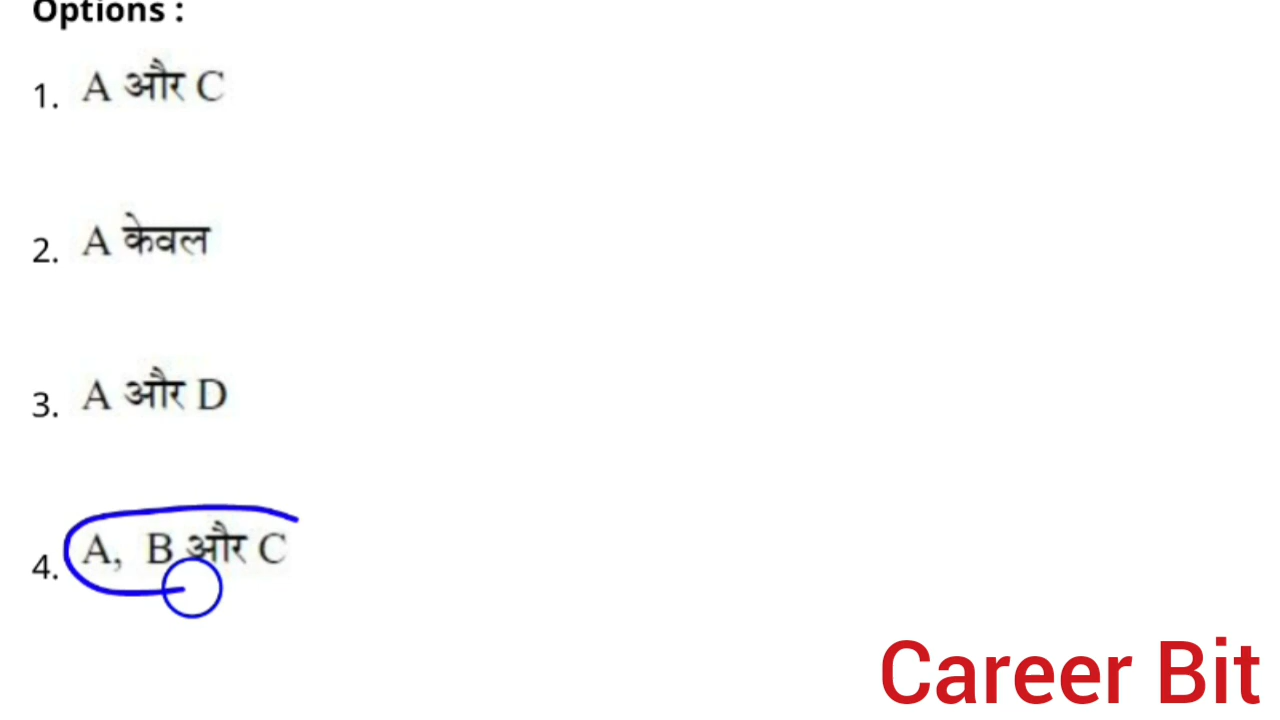 Options :
1. A और C
2. A केवल
3. A और D
4. A, B और C
Career Bit